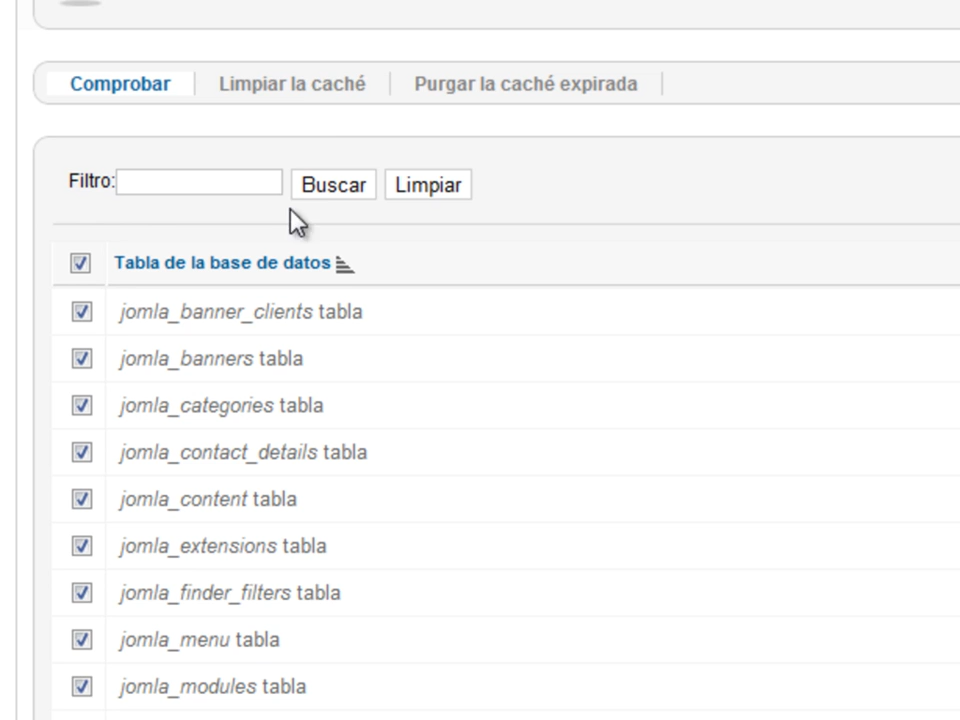 Comprobar Limpiar la caché Purgar la caché expirada
Filtro: Buscar Limpiar
Tabla de la base de datos
jomla_banner_clients tabla
jomla_banners tabla
jomla_categories tabla
jomla_contact_details tabla
jomla_content tabla
jomla_extensions tabla
jomla_finder_filters tabla
jomla_menu tabla
jomla_modules tabla